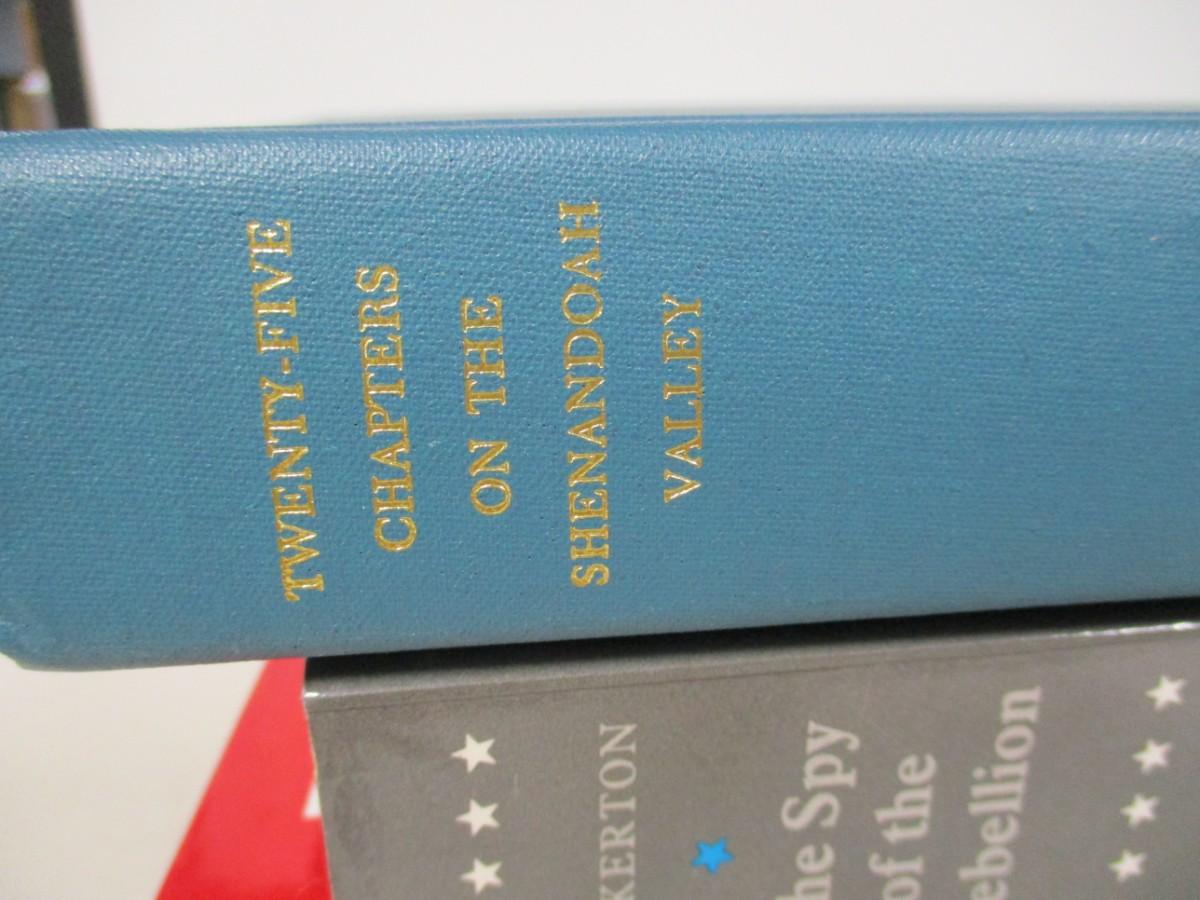 TWENTY-FIVE
CHAPTERS
ON THE
SHENANDOAH
VALLEY
KERTON
he Spy
of the
ebellion